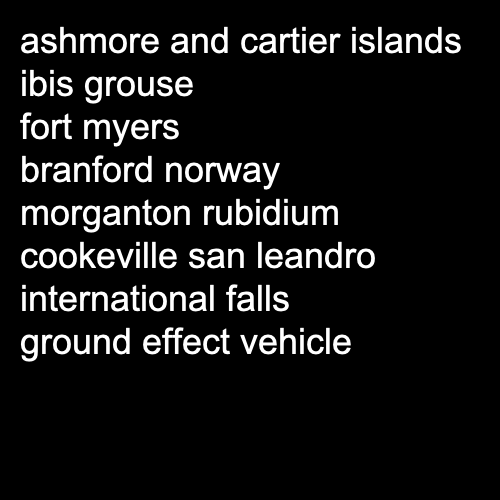 ashmore and cartier islands
ibis grouse
fort myers
branford norway
morganton rubidium
cookeville san leandro
international falls
ground effect vehicle